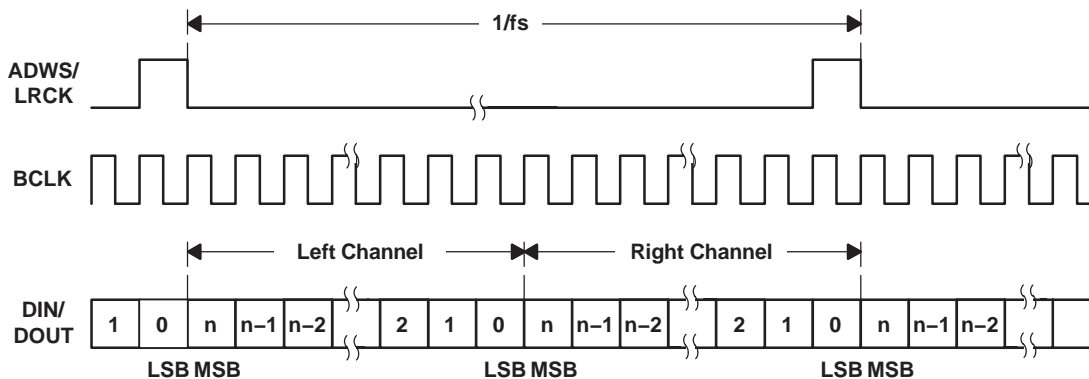 1/fs
ADWS/
LRCK
BCLK
Left Channel Right Channel
DIN/
DOUT
1 0 n n–1 n–2 2 1 0 n n–1 n–2 2 1 0 n n–1 n–2
LSB MSB LSB MSB LSB MSB